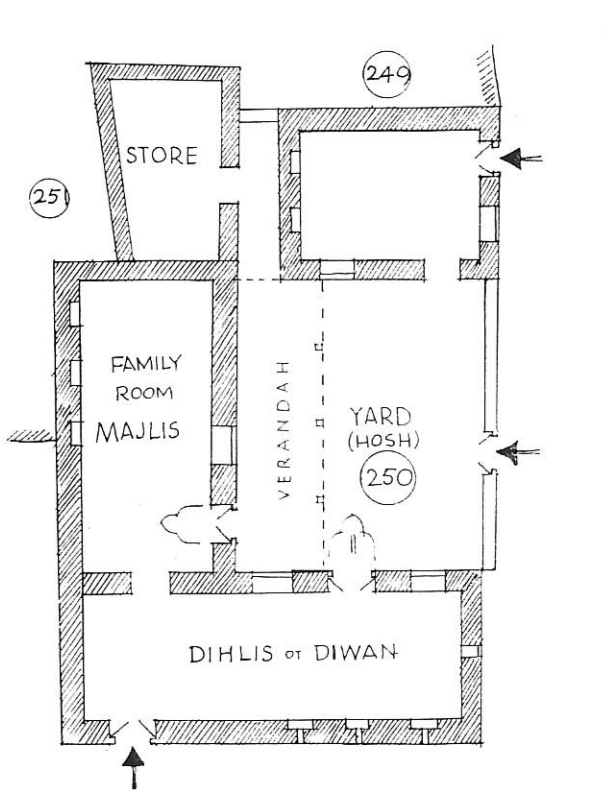 249
STORE
251
FAMILY
ROOM
MAJLIS
VERANDAH
YARD
(HOSH)
250
DIHLIS or DIWAN